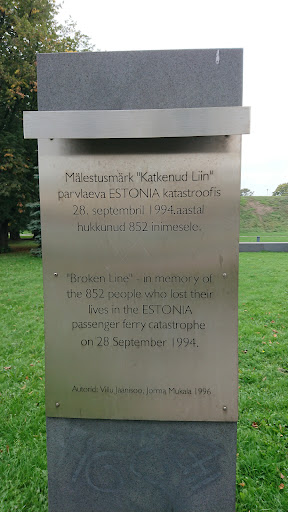 Mälestusmärk "Katkenud Liin"
parvlaeva ESTONIA katastroofis
28. septembril 1994.aastal
hukkunud 852 inimesele.
"Broken Line" - in memory of
the 852 people who lost their
lives in the ESTONIA
passenger ferry catastrophe
on 28 September 1994.
Autorid: Villu Jaanisoo, Jorma Mukala 1996